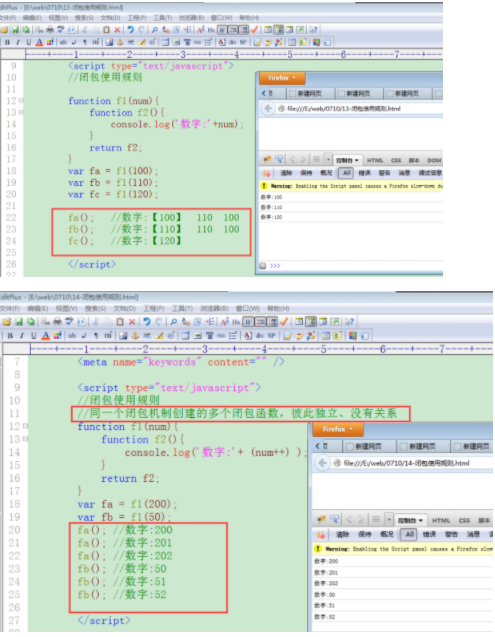 ditPlus - [E:\web\0710\13-闭包使用规则.html]
文件(F) 编辑(E) 视图(V) 搜索(S) 文档(D) 工程(P) 工具(T) 浏览器(B) 窗口(W) 帮助(H)
9 <script type="text/javascript">
10 //闭包使用规则
11
12 function f1(num){
13 function f2(){
14 console.log('数字:'+num);
15 }
16 return f2;
17 }
18 var fa = f1(100);
19 var fb = f1(110);
20 var fc = f1(120);
21
22 fa(); //数字:【100】 110 100
23 fb(); //数字:【110】 110 100
24 fc(); //数字:【120】
25
26 </script>
27
Firefox
新建网页 新建网页 新建网页
file:///E:/web/0710/13-闭包使用规则.html
控制台 HTML CSS 脚本 DOM
清除 保持 概况 All 错误 警告 消息 调试信息
Warning: Enabling the Script panel causes a Firefox slow-down du
数字:100
数字:110
数字:120
>>>
ditPlus - [E:\web\0710\14-闭包使用规则.html]
文件(F) 编辑(E) 视图(V) 搜索(S) 文档(D) 工程(P) 工具(T) 浏览器(B) 窗口(W) 帮助(H)
7 <meta name="keywords" content="" />
8
9 <script type="text/javascript">
10 //闭包使用规则
11 //同一个闭包机制创建的多个闭包函数，彼此独立、没有关系
12 function f1(num){
13 function f2(){
14 console.log('数字:'+ (num++) );
15 }
16 return f2;
17 }
18 var fa = f1(200);
19 var fb = f1(50);
20 fa(); //数字:200
21 fa(); //数字:201
22 fa(); //数字:202
23 fb(); //数字:50
24 fb(); //数字:51
25 fb(); //数字:52
26
27 </script>
Firefox
新建网页 新建网页 新建网页
file:///E:/web/0710/14-闭包使用规则.html
控制台 HTML CSS 脚本
清除 保持 概况 All 错误 警告 消息
Warning: Enabling the Script panel causes a Firefox slow
数字:200
数字:201
数字:202
数字:50
数字:51
数字:52